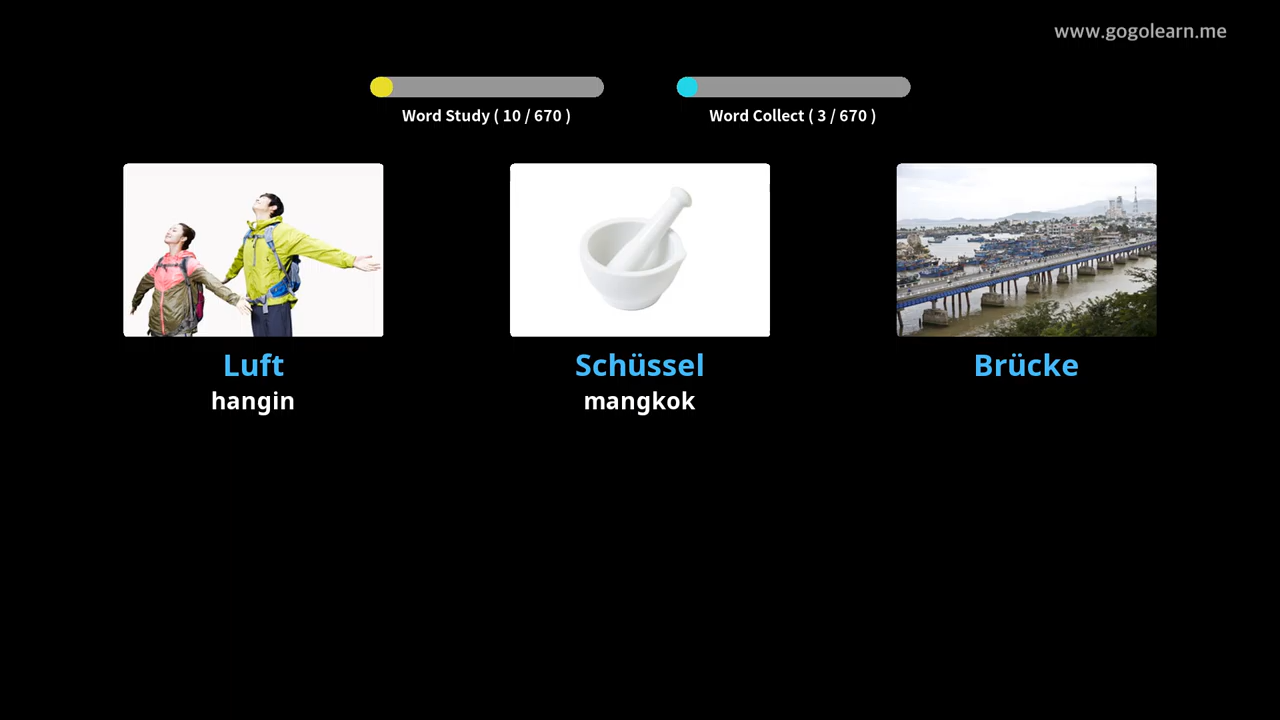 www.gogolearn.me
Word Study ( 10 / 670 )
Word Collect ( 3 / 670 )
Luft
hangin
Schüssel
mangkok
Brücke